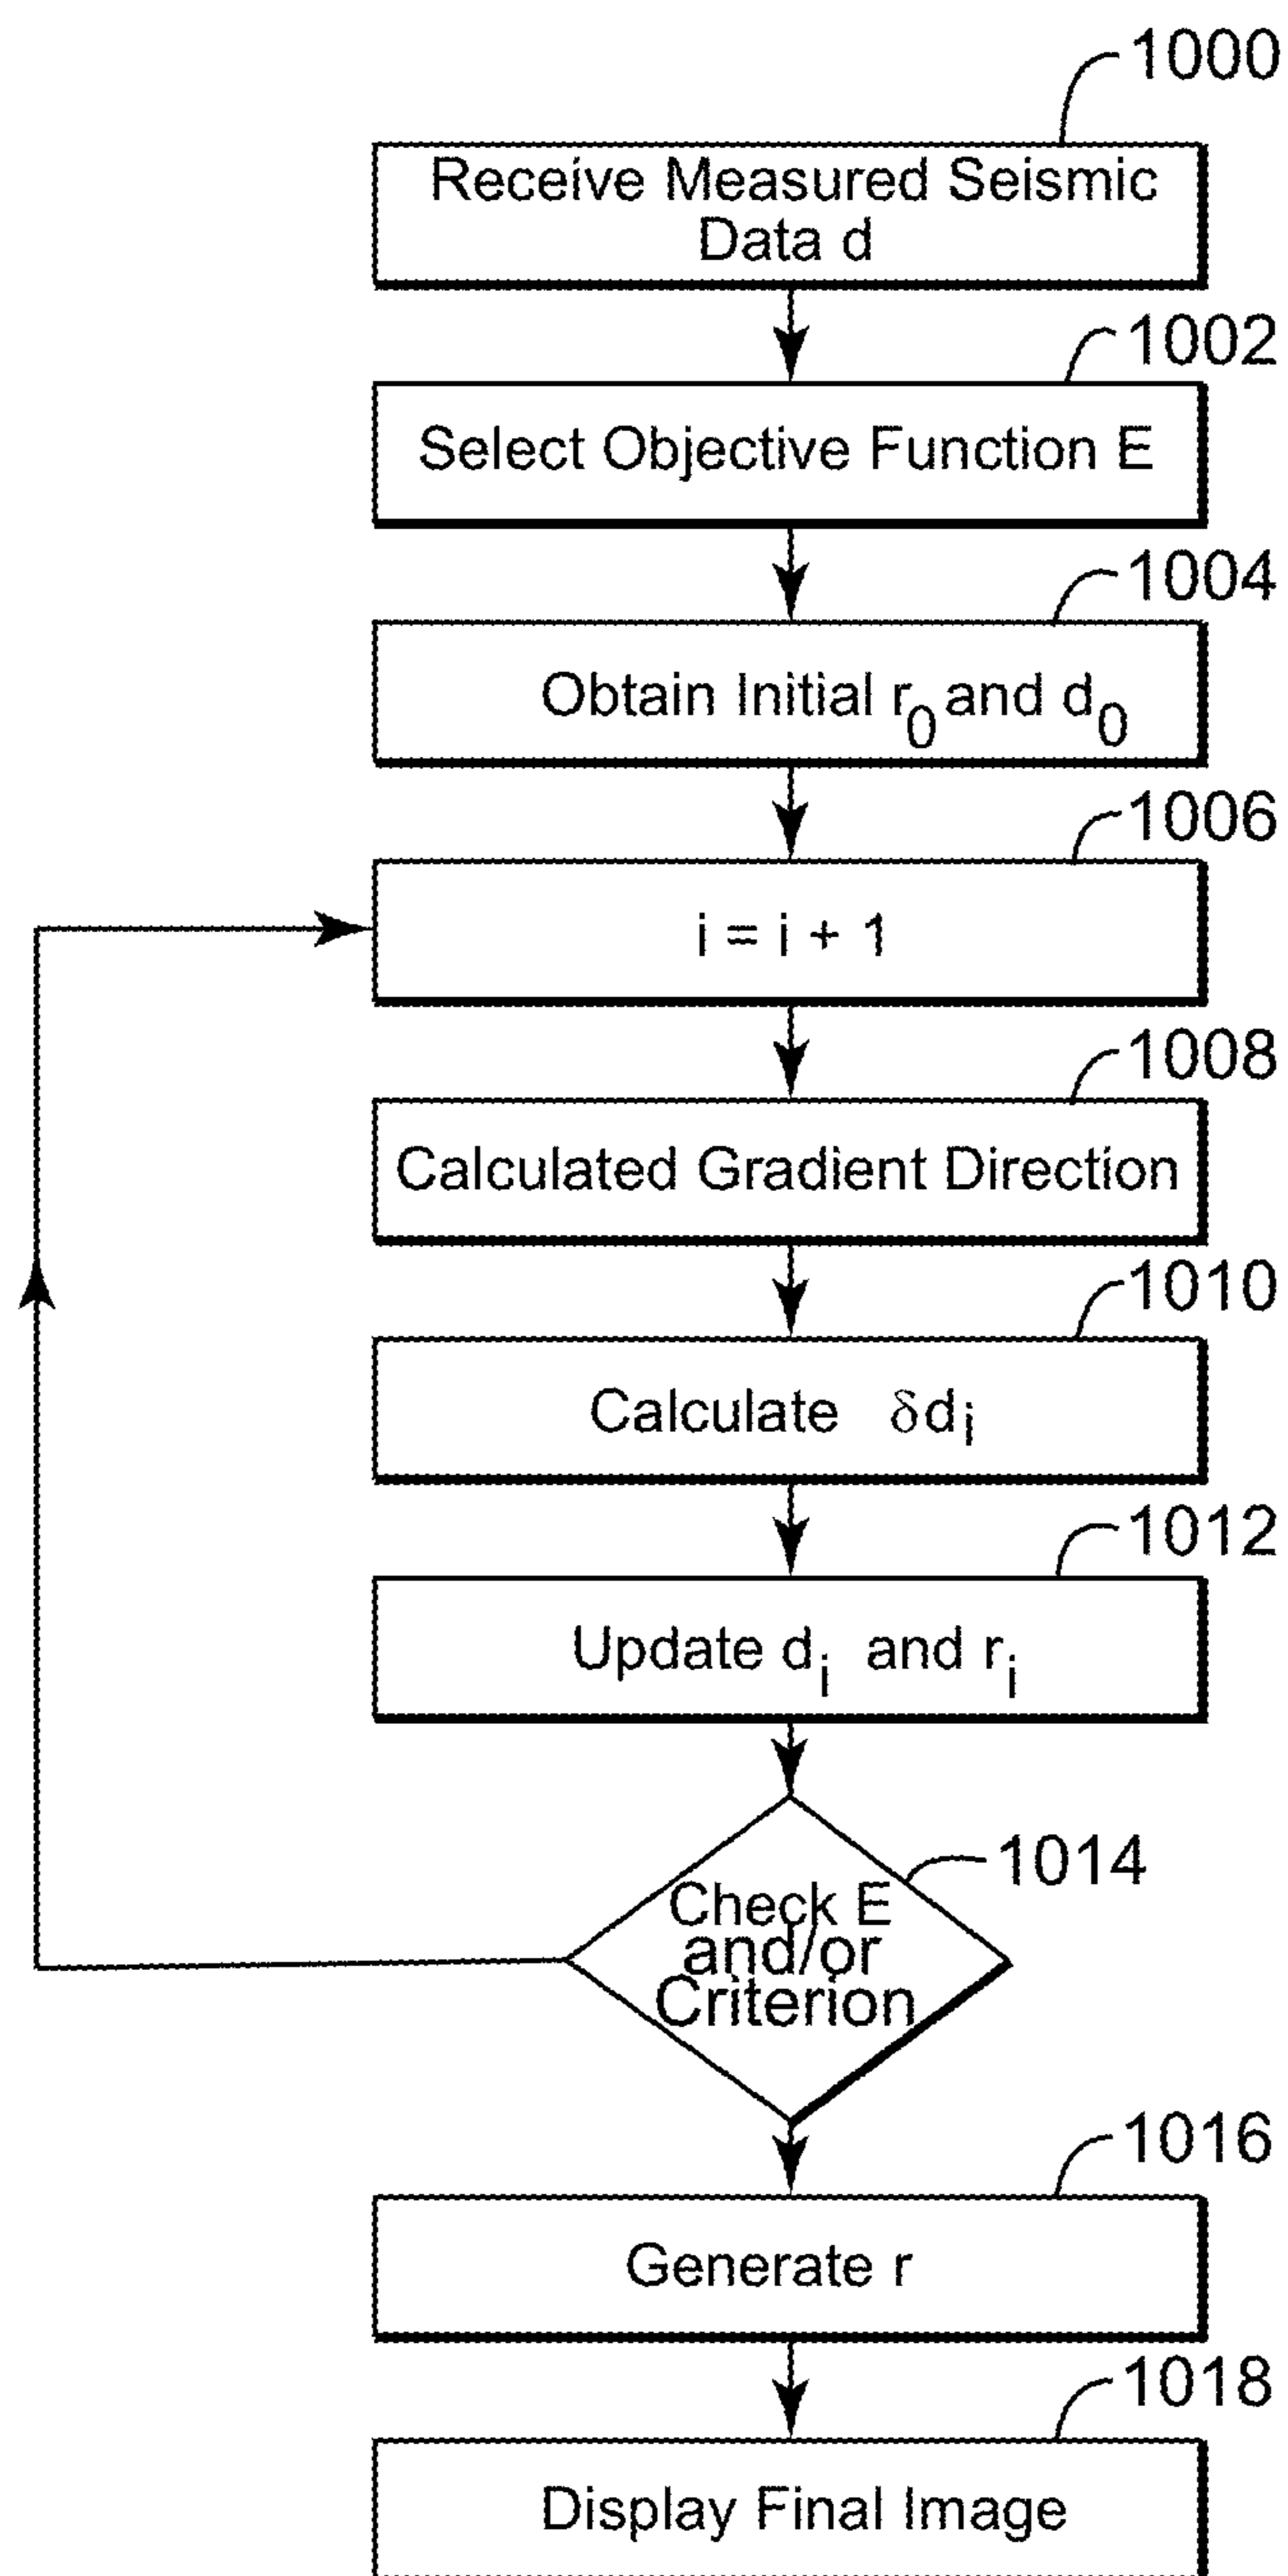 1000
Receive Measured Seismic
Data d
1002
Select Objective Function E
1004
Obtain Initial r₀ and d₀
1006
i = i + 1
1008
Calculated Gradient Direction
1010
Calculate δdᵢ
1012
Update dᵢ and rᵢ
1014
Check E
and/or
Criterion
1016
Generate r
1018
Display Final Image